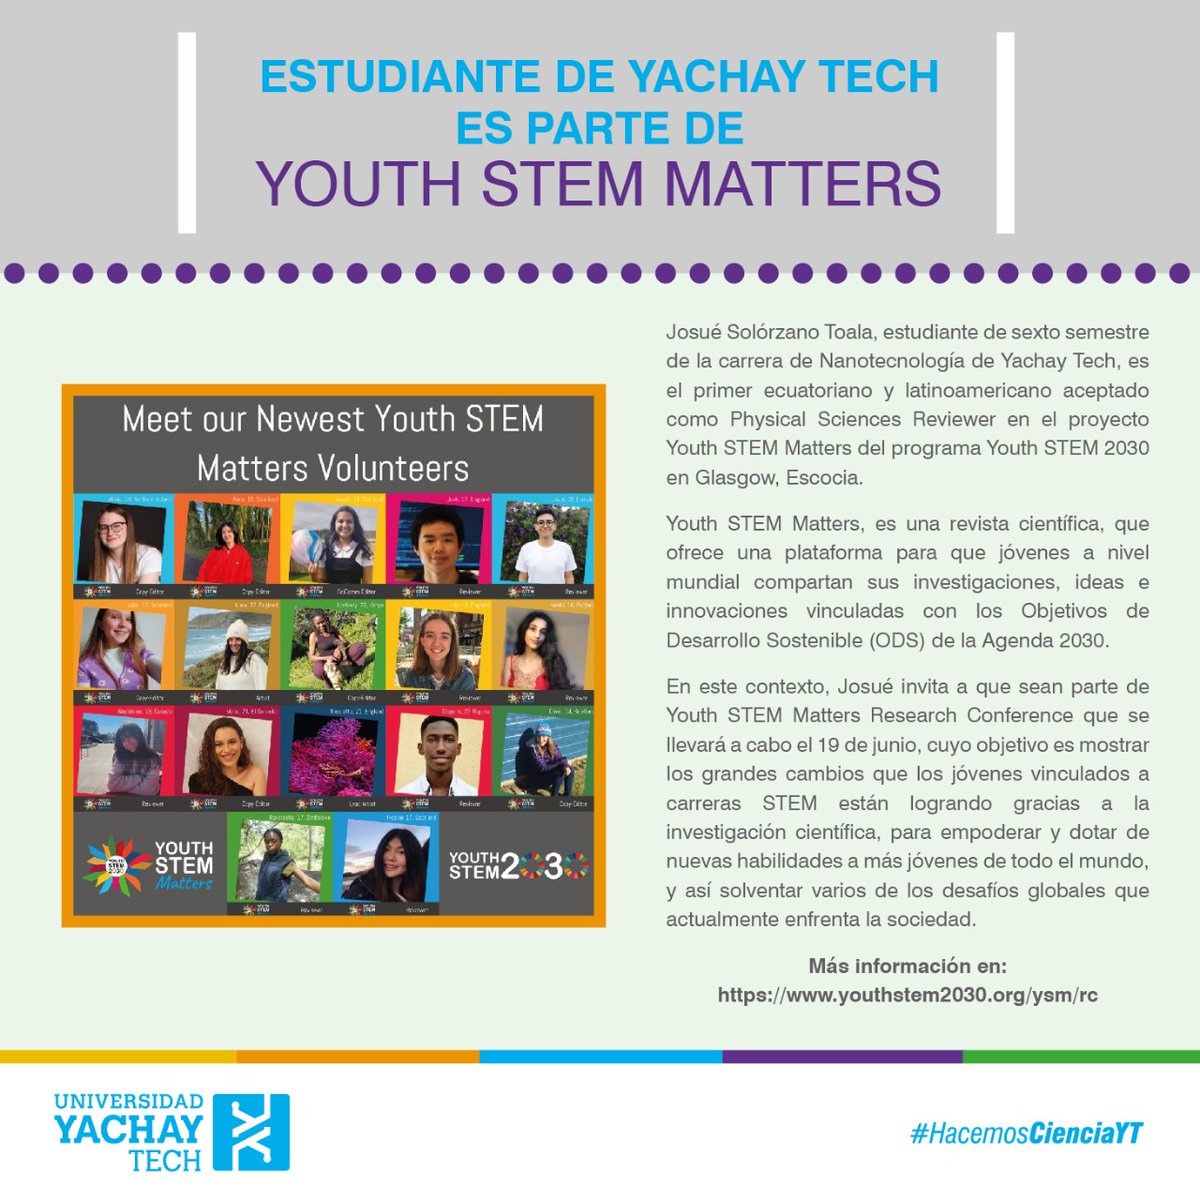 ESTUDIANTE DE YACHAY TECH
ES PARTE DE
YOUTH STEM MATTERS
Josué Solórzano Toala, estudiante de sexto semestre
de la carrera de Nanotecnología de Yachay Tech, es
el primer ecuatoriano y latinoamericano aceptado
como Physical Sciences Reviewer en el proyecto
Youth STEM Matters del programa Youth STEM 2030
en Glasgow, Escocia.
Youth STEM Matters, es una revista científica, que
ofrece una plataforma para que jóvenes a nivel
mundial compartan sus investigaciones, ideas e
innovaciones vinculadas con los Objetivos de
Desarrollo Sostenible (ODS) de la Agenda 2030.
En este contexto, Josué invita a que sean parte de
Youth STEM Matters Research Conference que se
llevará a cabo el 19 de junio, cuyo objetivo es mostrar
los grandes cambios que los jóvenes vinculados a
carreras STEM están logrando gracias a la
investigación científica, para empoderar y dotar de
nuevas habilidades a más jóvenes de todo el mundo,
y así solventar varios de los desafíos globales que
actualmente enfrenta la sociedad.
Más información en:
https://www.youthstem2030.org/ysm/rc
Meet our Newest Youth STEM
Matters Volunteers
Copy Editor
Copy Editor
SciComm Editor
Reviewer
Reviewer
Copy-Editor
Artist
Copy-Editor
Reviewer
Reviewer
Reviewer
Copy Editor
Lead Artist
Reviewer
Copy Editor
YOUTH
STEM
Matters
Reviewer
Reviewer
YOUTH
STEM 2030
UNIVERSIDAD
YACHAY
TECH
#HacemosCienciaYT